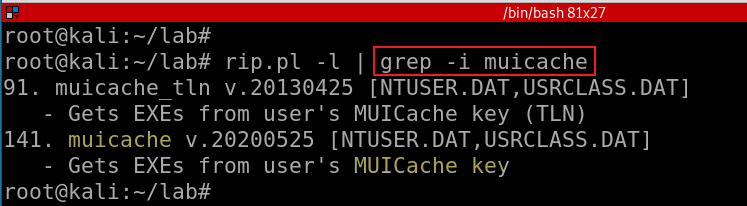 /bin/bash 81x27
root@kali:~/lab#
root@kali:~/lab# rip.pl -l | grep -i muicache
91. muicache_tln v.20130425 [NTUSER.DAT,USRCLASS.DAT]
- Gets EXEs from user's MUICache key (TLN)
141. muicache v.20200525 [NTUSER.DAT,USRCLASS.DAT]
- Gets EXEs from user's MUICache key
root@kali:~/lab#